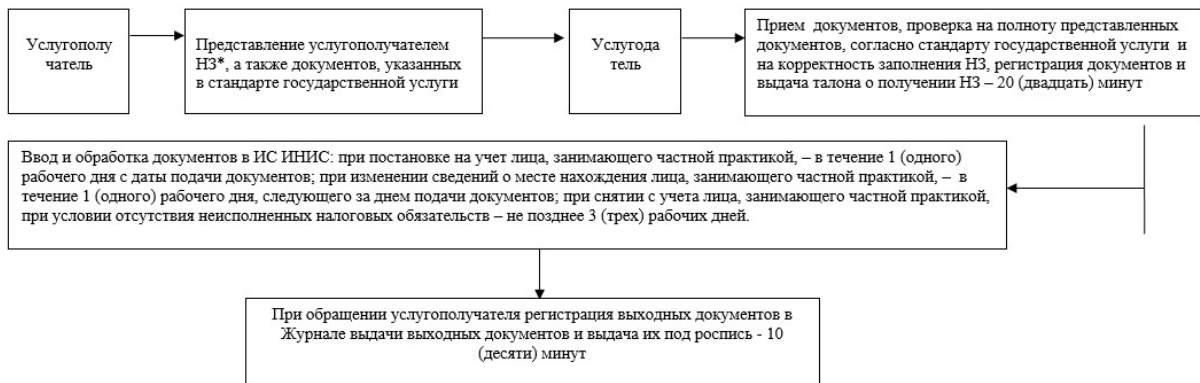 Услугополу
чатель
Представление услугополучателем
НЗ*, а также документов, указанных
в стандарте государственной услуги
Услугода
тель
Прием документов, проверка на полноту представленных
документов, согласно стандарту государственной услуги и
на корректность заполнения НЗ, регистрация документов и
выдача талона о получении НЗ – 20 (двадцать) минут
Ввод и обработка документов в ИС ИНИС: при постановке на учет лица, занимающего частной практикой, – в течение 1 (одного)
рабочего дня с даты подачи документов; при изменении сведений о месте нахождения лица, занимающего частной практикой, – в
течение 1 (одного) рабочего дня, следующего за днем подачи документов; при снятии с учета лица, занимающего частной практикой,
при условии отсутствия неисполненных налоговых обязательств – не позднее 3 (трех) рабочих дней.
При обращении услугополучателя регистрация выходных документов в
Журнале выдачи выходных документов и выдача их под роспись - 10
(десяти) минут